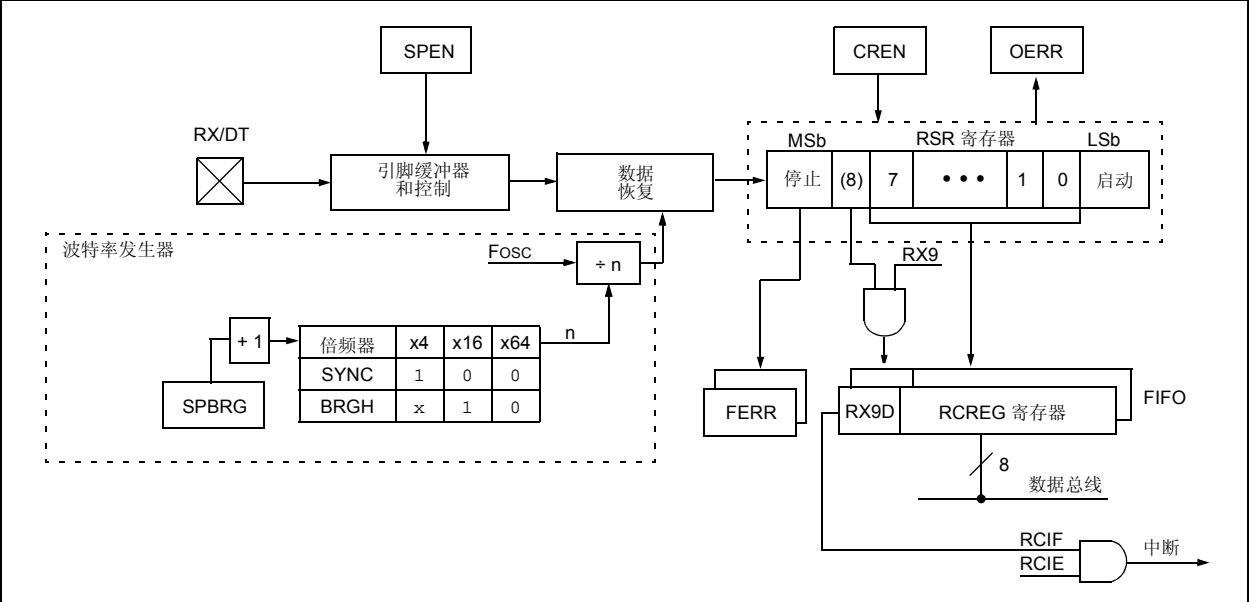 SPEN
CREN
OERR
RX/DT
引脚缓冲器
和控制
数据
恢复
MSb
RSR 寄存器
LSb
停止 (8) 7 • • • 1 0 启动
波特率发生器
FOSC
÷ n
RX9
+ 1
倍频器 x4 x16 x64
SYNC 1 0 0
BRGH x 1 0
n
SPBRG
FERR
RX9D
RCREG 寄存器
FIFO
8
数据总线
RCIF
RCIE
中断